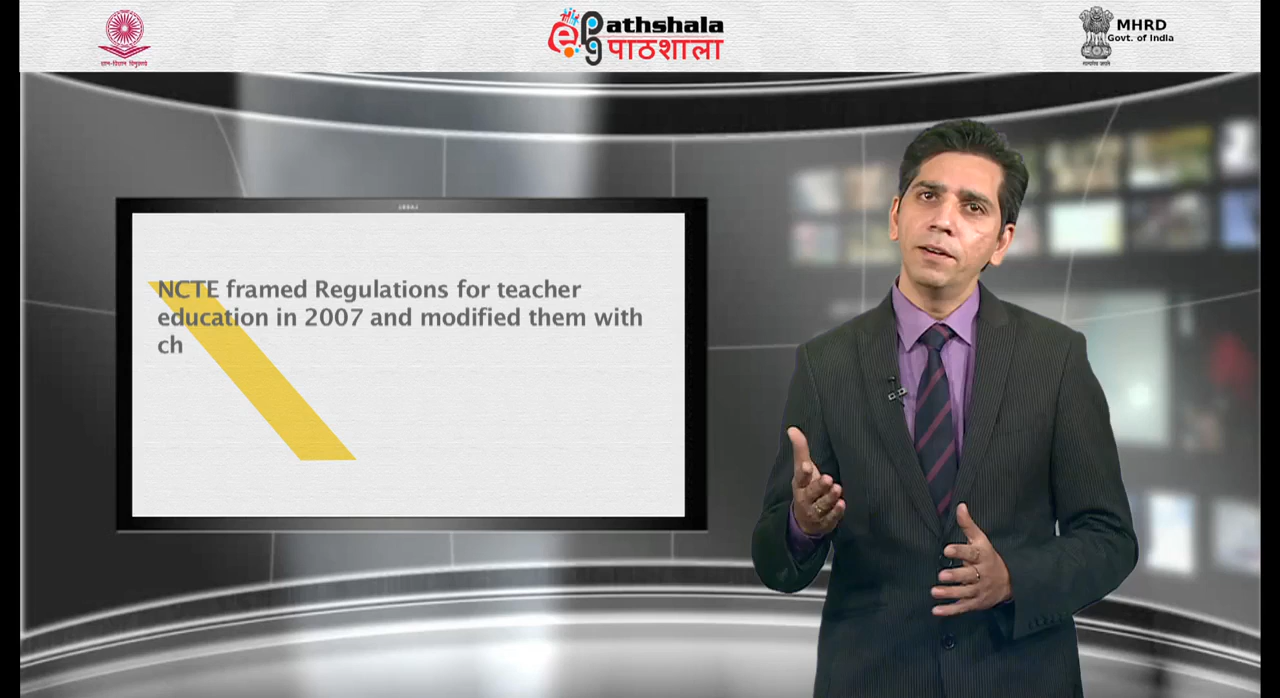 ePathshala
पाठशाला
MHRD
Govt. of India
NCTE framed Regulations for teacher
education in 2007 and modified them with
ch